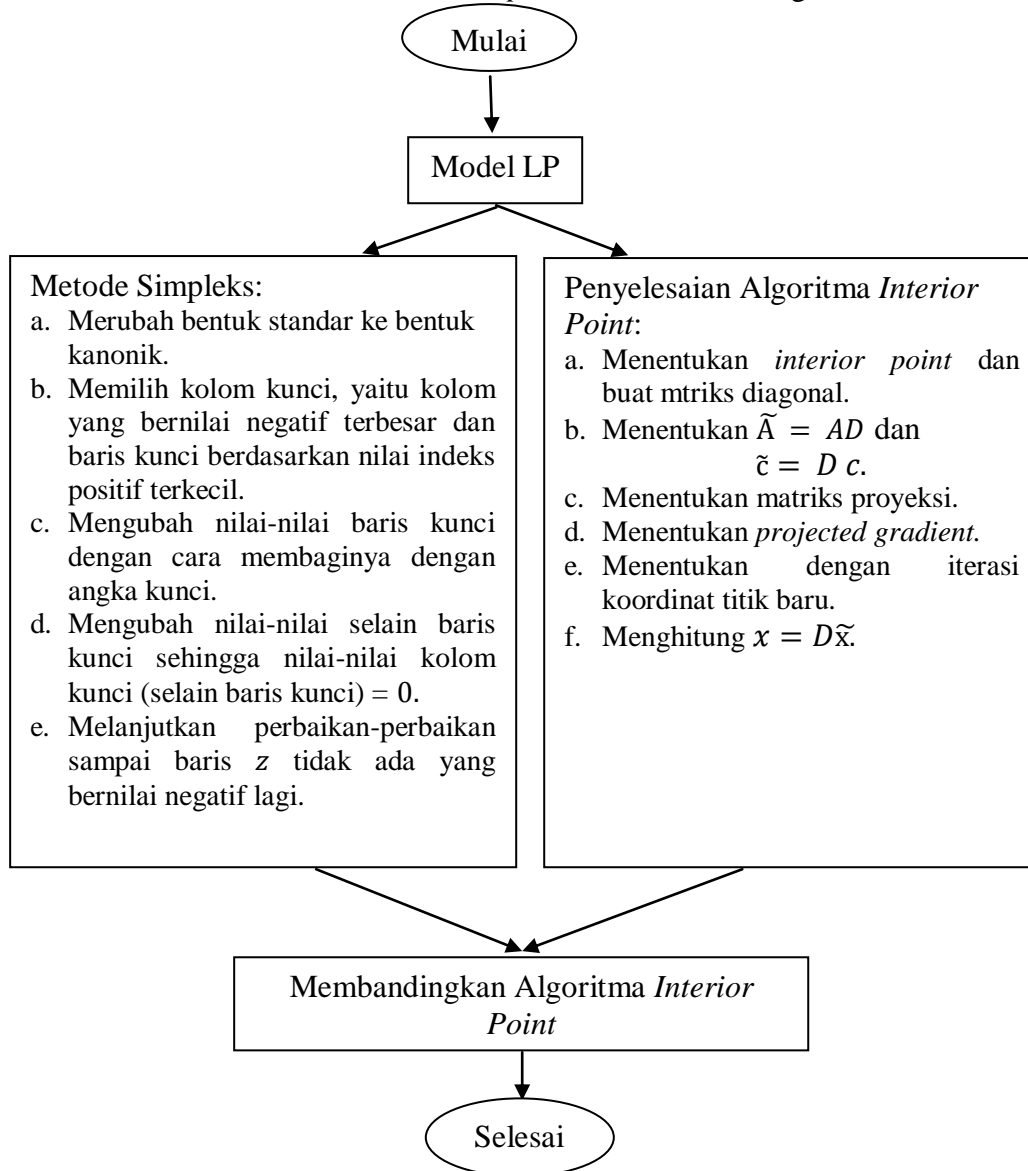 Mulai
Model LP
Metode Simpleks:
a. Merubah bentuk standar ke bentuk
kanonik.
b. Memilih kolom kunci, yaitu kolom
yang bernilai negatif terbesar dan
baris kunci berdasarkan nilai indeks
positif terkecil.
c. Mengubah nilai-nilai baris kunci
dengan cara membaginya dengan
angka kunci.
d. Mengubah nilai-nilai selain baris
kunci sehingga nilai-nilai kolom
kunci (selain baris kunci) = 0.
e. Melanjutkan perbaikan-perbaikan
sampai baris z tidak ada yang
bernilai negatif lagi.
Penyelesaian Algoritma Interior
Point:
a. Menentukan interior point dan
buat mtriks diagonal.
b. Menentukan Ã = AD dan
c̃ = D c.
c. Menentukan matriks proyeksi.
d. Menentukan projected gradient.
e. Menentukan dengan iterasi
koordinat titik baru.
f. Menghitung x = Dx̃.
Membandingkan Algoritma Interior
Point
Selesai